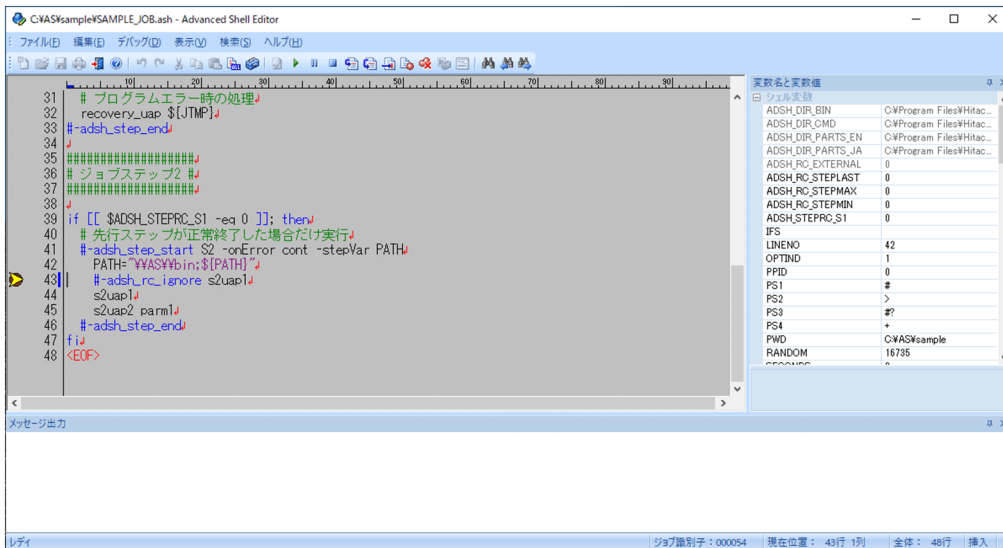 C:¥AS¥sample¥SAMPLE_JOB.ash - Advanced Shell Editor
ファイル(F) 編集(E) デバッグ(D) 表示(V) 検索(S) ヘルプ(H)
10 20 30 40 50 60 70 80 90
31 # プログラムエラー時の処理
32 recovery_uap $[JTMP]
33 #-adsh_step_end
34
35 ###################
36 # ジョブステップ2 #
37 ###################
38
39 if [[ $ADSH_STEPRC_S1 -eq 0 ]]; then
40 # 先行ステップが正常終了した場合だけ実行
41 #-adsh_step_start S2 -onError cont -stepVar PATH
42 PATH="¥¥AS¥¥bin;$[PATH]"
43 #-adsh_rc_ignore s2uap1
44 s2uap1
45 s2uap2 parm1
46 #-adsh_step_end
47 fi
48 <EOF>
変数名と変数値
シェル変数
ADSH_DIR_BIN C:¥Program Files¥Hitac...
ADSH_DIR_CMD C:¥Program Files¥Hitac...
ADSH_DIR_PARTS_EN C:¥Program Files¥Hitac...
ADSH_DIR_PARTS_JA C:¥Program Files¥Hitac...
ADSH_RC_EXTERNAL 0
ADSH_RC_STEPLAST 0
ADSH_RC_STEPMAX 0
ADSH_RC_STEPMIN 0
ADSH_STEPRC_S1 0
IFS
LINENO 42
OPTIND 1
PPID 0
PS1 #
PS2 >
PS3 #?
PS4 +
PWD C:¥AS¥sample
RANDOM 16735
メッセージ出力
レディ ジョブ識別子：000054 現在位置： 43行 1列 全体： 48行 挿入